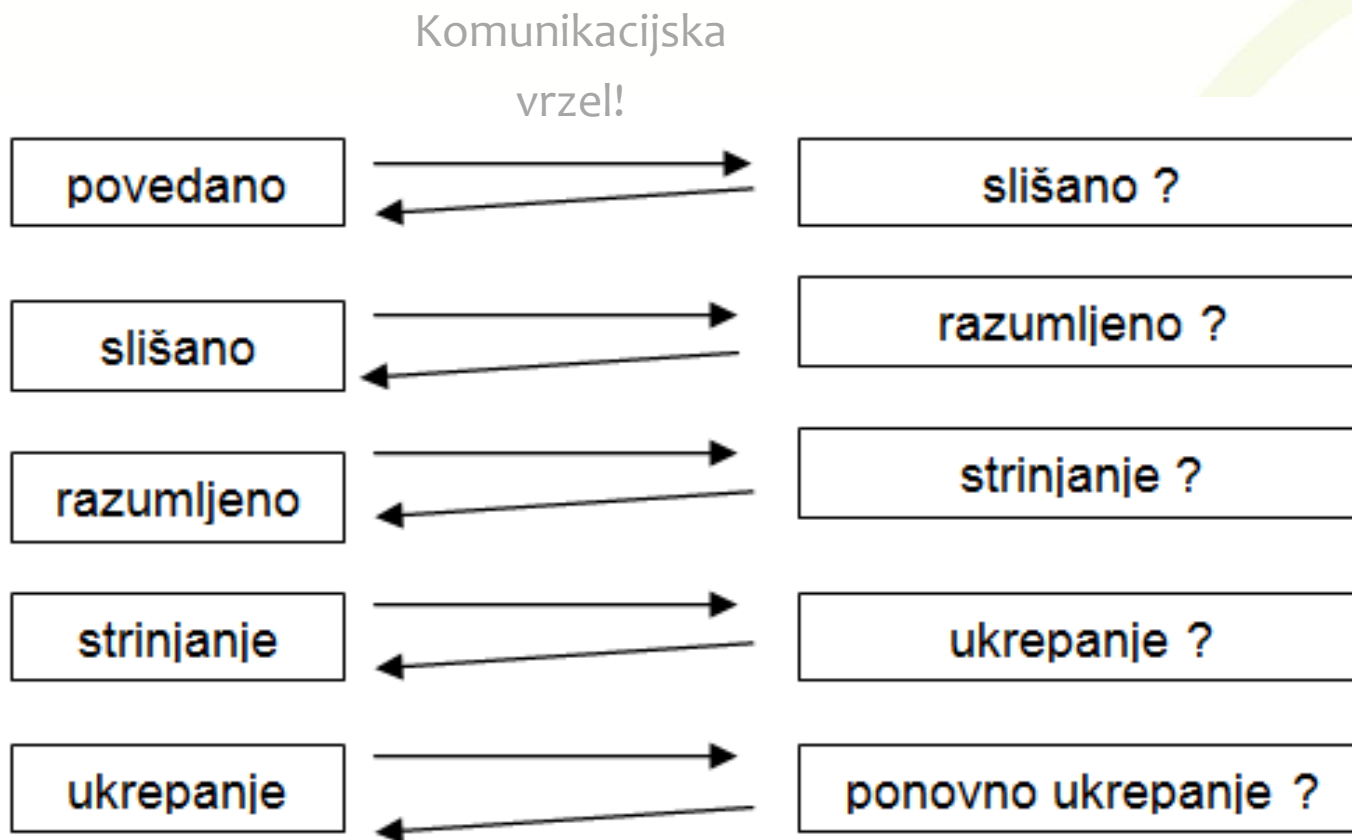 Komunikacijska
vrzel!
povedano
slišano ?
slišano
razumljeno ?
razumljeno
strinjanje ?
strinjanje
ukrepanje ?
ukrepanje
ponovno ukrepanje ?